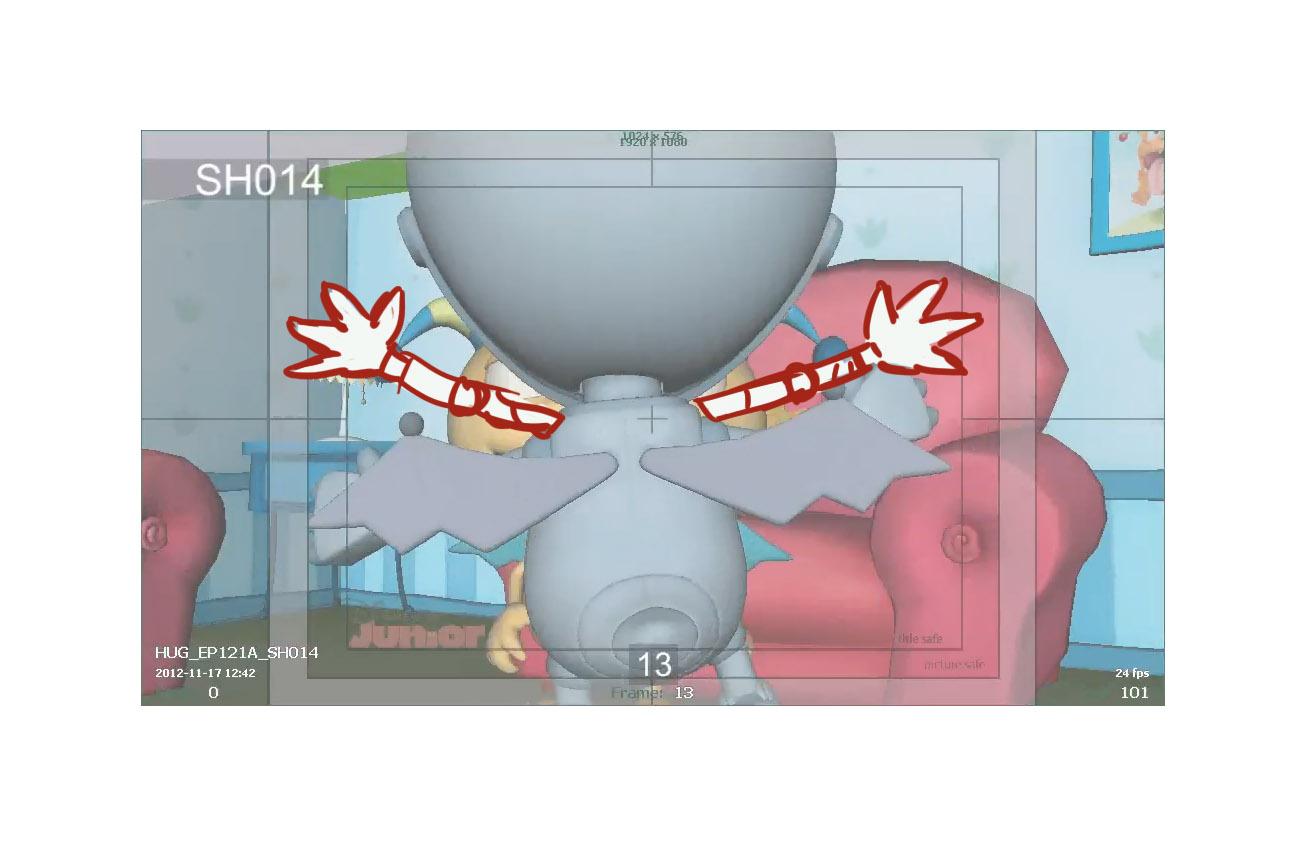 1024 x 576
1920 x 1080
SH014
Junior
title safe
picture safe
HUG_EP121A_SH014
2012-11-17 12:42
0
13
Frame: 13
24 fps
101